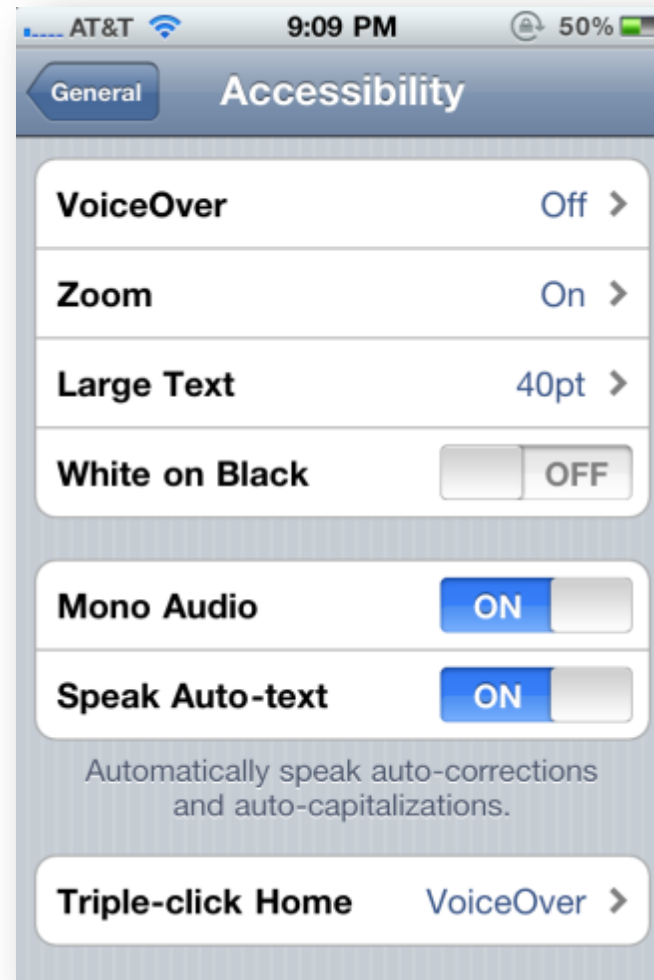 AT&T 9:09 PM 50%
General Accessibility
VoiceOver Off
Zoom On
Large Text 40pt
White on Black OFF
Mono Audio ON
Speak Auto-text ON
Automatically speak auto-corrections
and auto-capitalizations.
Triple-click Home VoiceOver